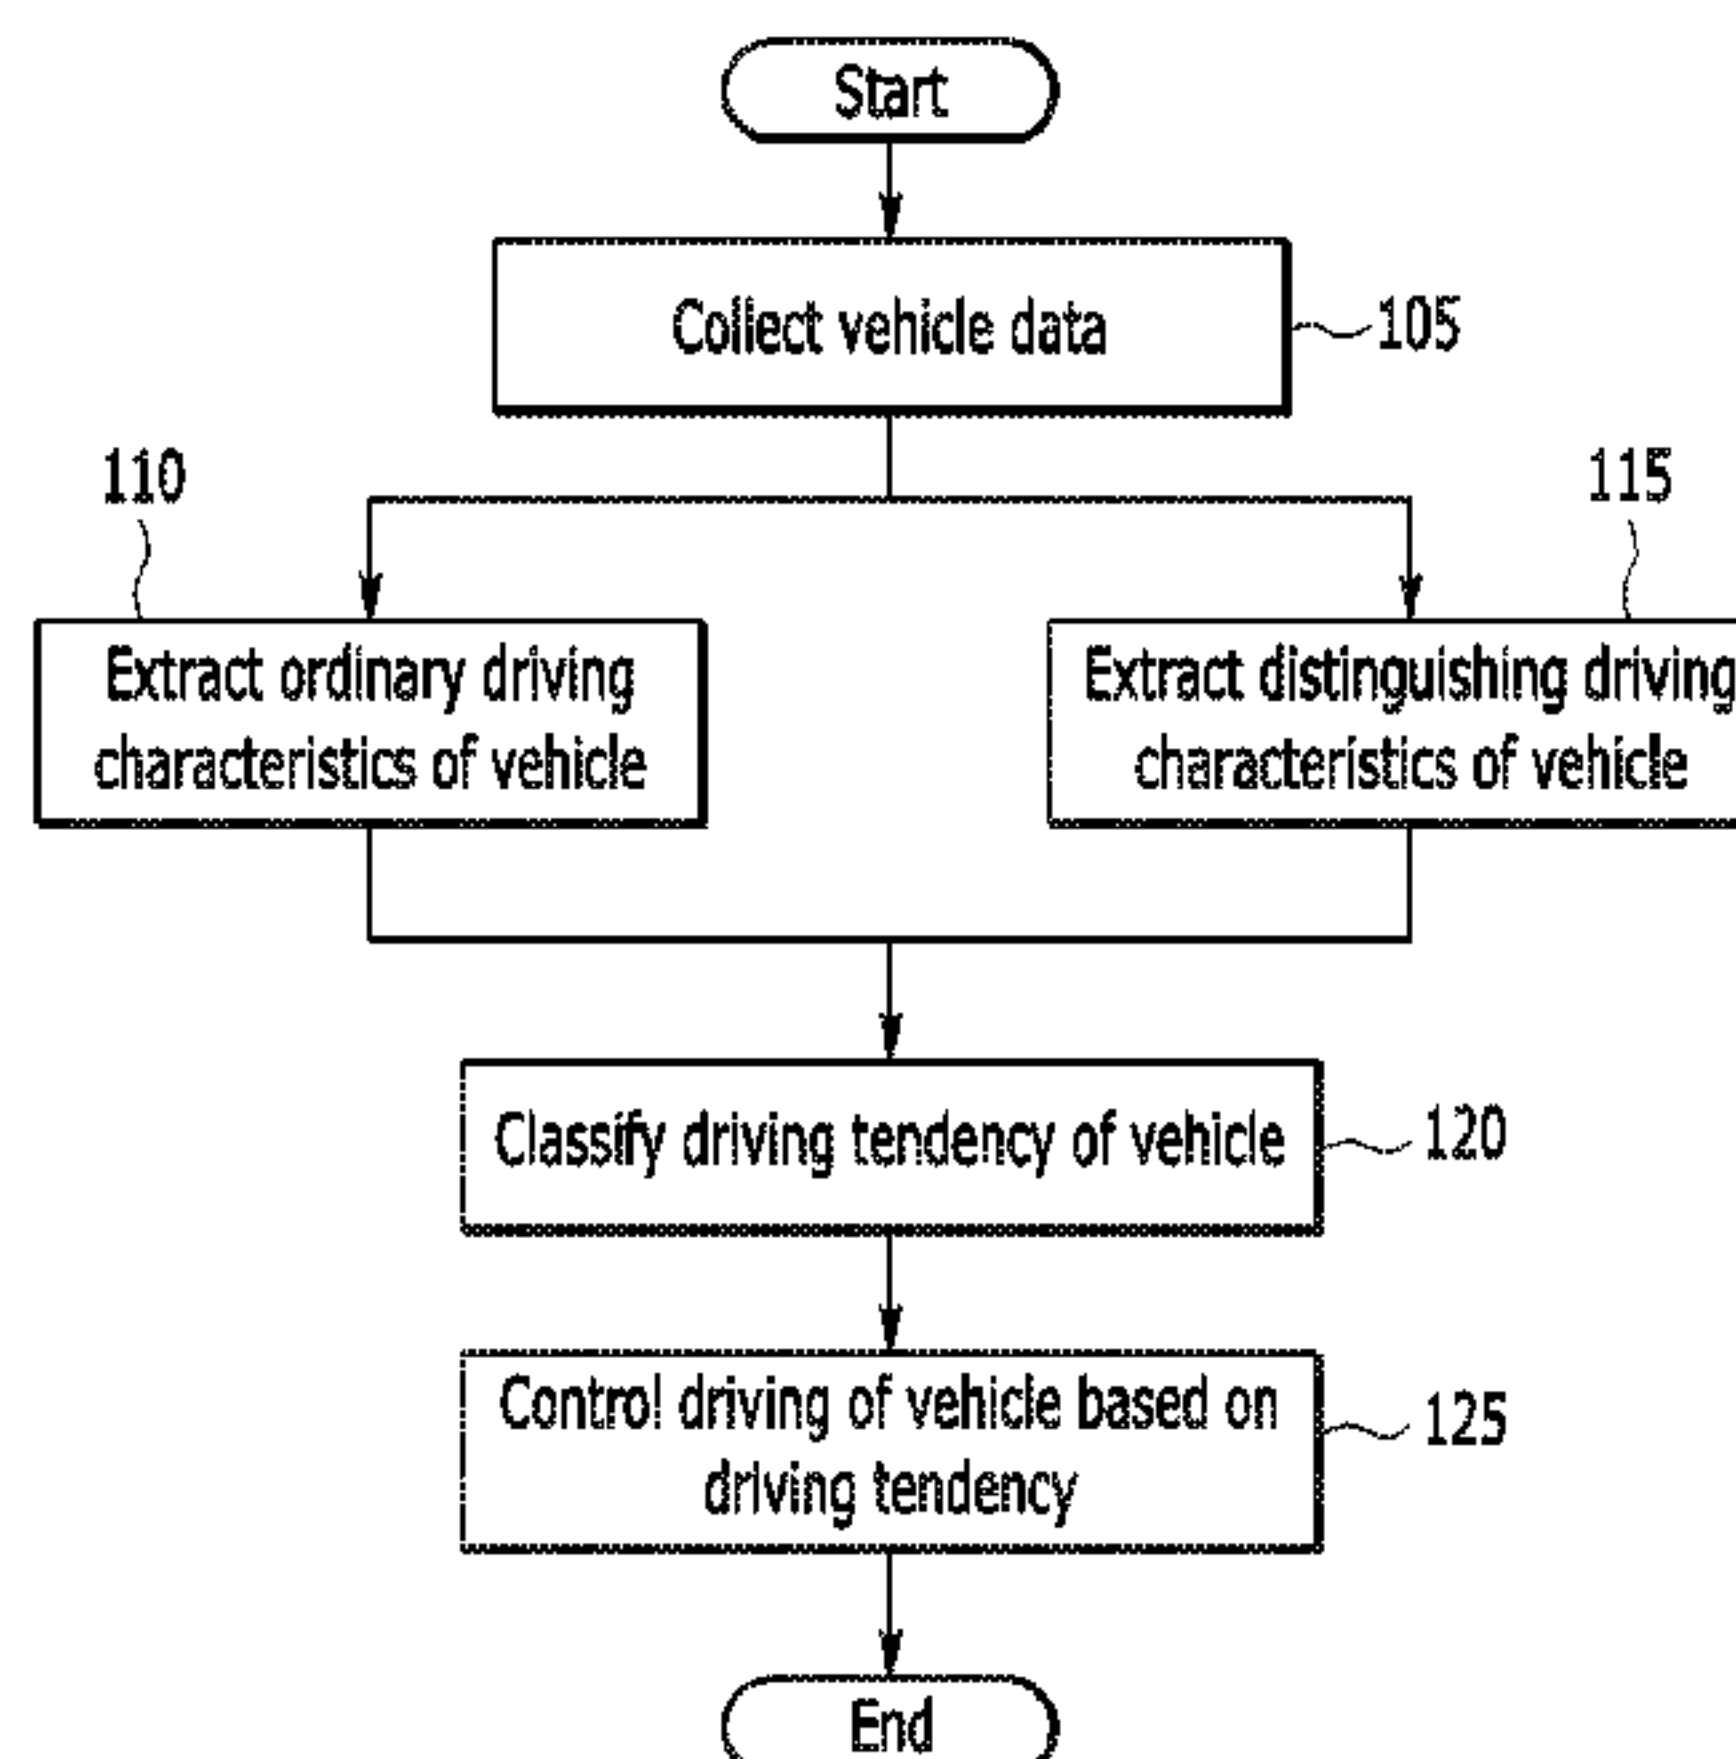 Start
Collect vehicle data
105
110
115
Extract ordinary driving
characteristics of vehicle
Extract distinguishing driving
characteristics of vehicle
Classify driving tendency of vehicle
120
Control driving of vehicle based on
driving tendency
125
End